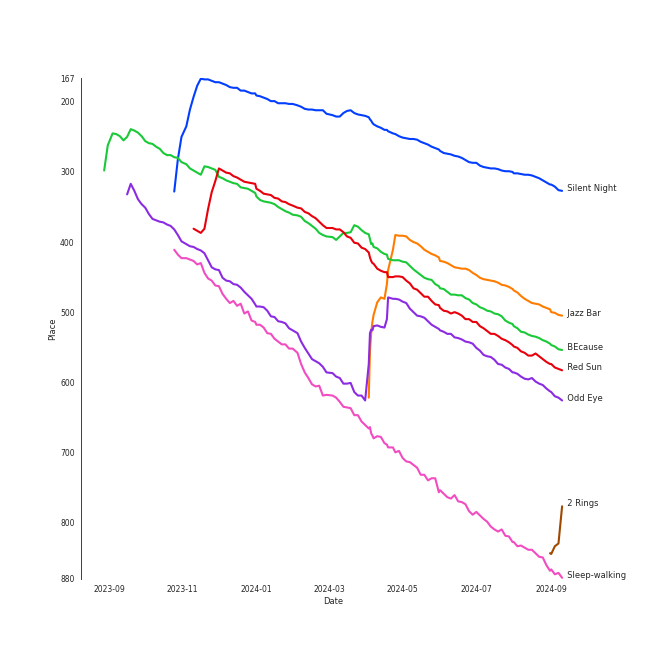 167
200
300
400
500
600
700
800
880
Place
2023-09
2023-11
2024-01
2024-03
2024-05
2024-07
2024-09
Date
Silent Night
Jazz Bar
BEcause
Red Sun
Odd Eye
2 Rings
Sleep-walking